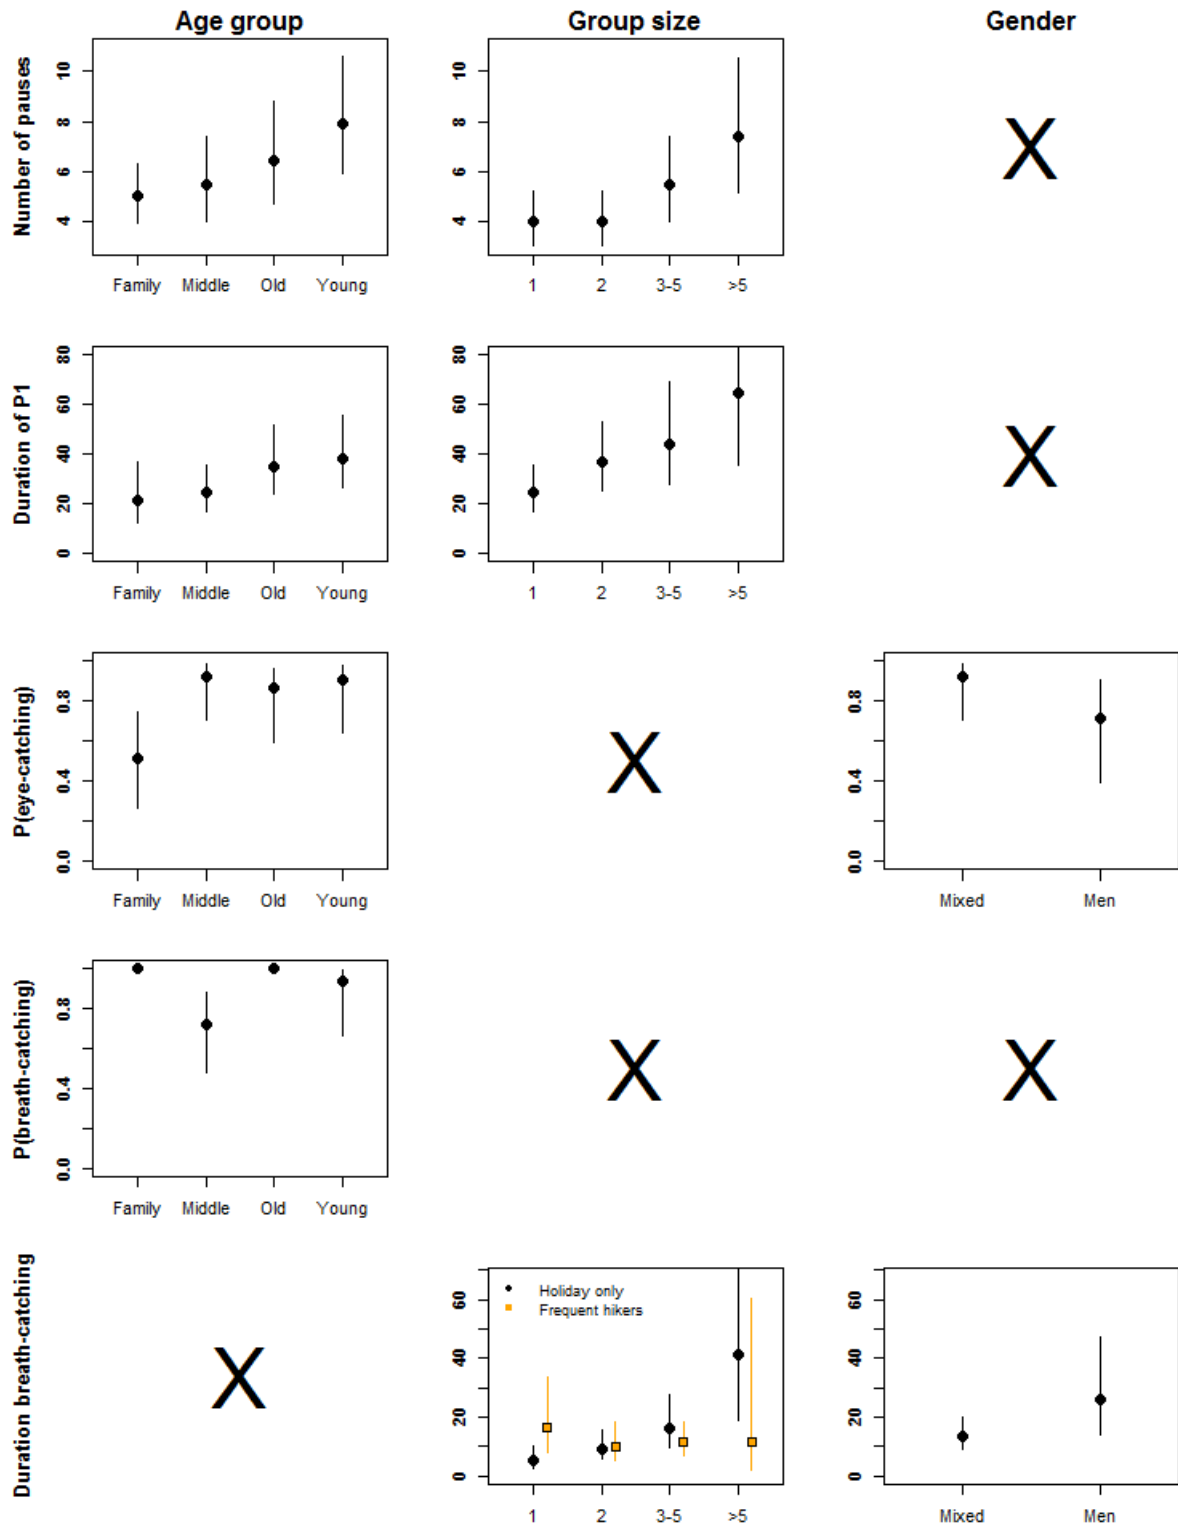 Age group
Group size
Gender
Number of pauses
10
8
6
4
Family Middle Old Young
10
8
6
4
1 2 3-5 >5
X
Duration of P1
80
60
40
20
0
Family Middle Old Young
80
60
40
20
0
1 2 3-5 >5
X
P(eye-catching)
0.8
0.4
0.0
Family Middle Old Young
X
0.8
0.4
0.0
Mixed Men
P(breath-catching)
0.8
0.4
0.0
Family Middle Old Young
X
X
Duration breath-catching
X
60
40
20
0
Holiday only
Frequent hikers
1 2 3-5 >5
60
40
20
0
Mixed Men